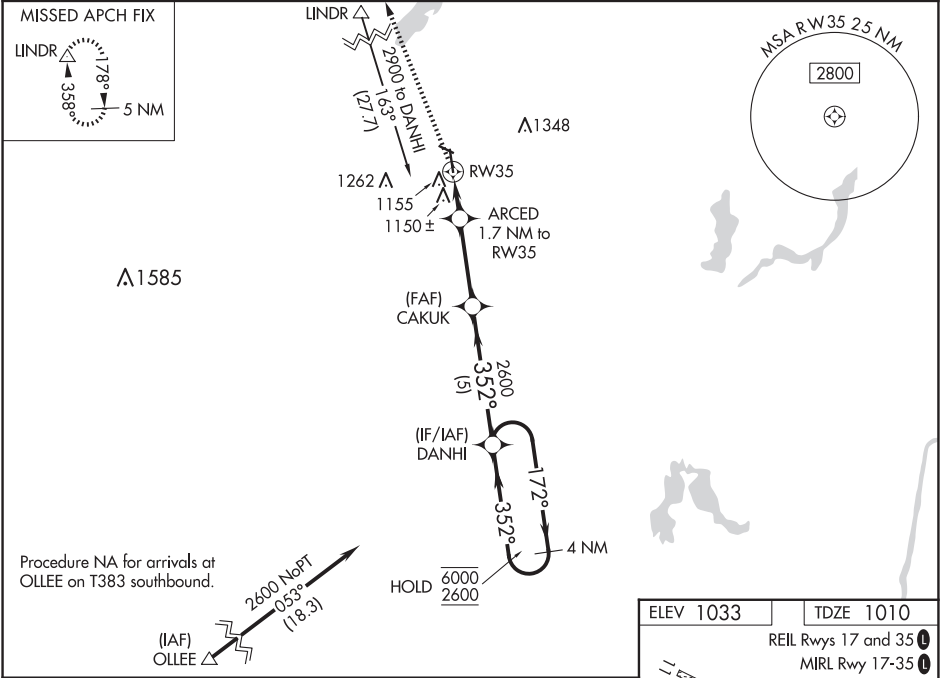 MISSED APCH FIX
LINDR
178°
358°
5 NM
LINDR
2900 to DANHI
163°
(27.7)
MSA RW35 25 NM
2800
1348
RW35
1262
1155
1150 ±
ARCED
1.7 NM to
RW35
1585
(FAF)
CAKUK
2600
352°
(5)
(IF/IAF)
DANHI
172°
352°
4 NM
HOLD
6000
2600
Procedure NA for arrivals at
OLLEE on T383 southbound.
2600 NoPT
053°
(18.3)
(IAF)
OLLEE
ELEV 1033
TDZE 1010
REIL Rwys 17 and 35 L
MIRL Rwy 17-35 L